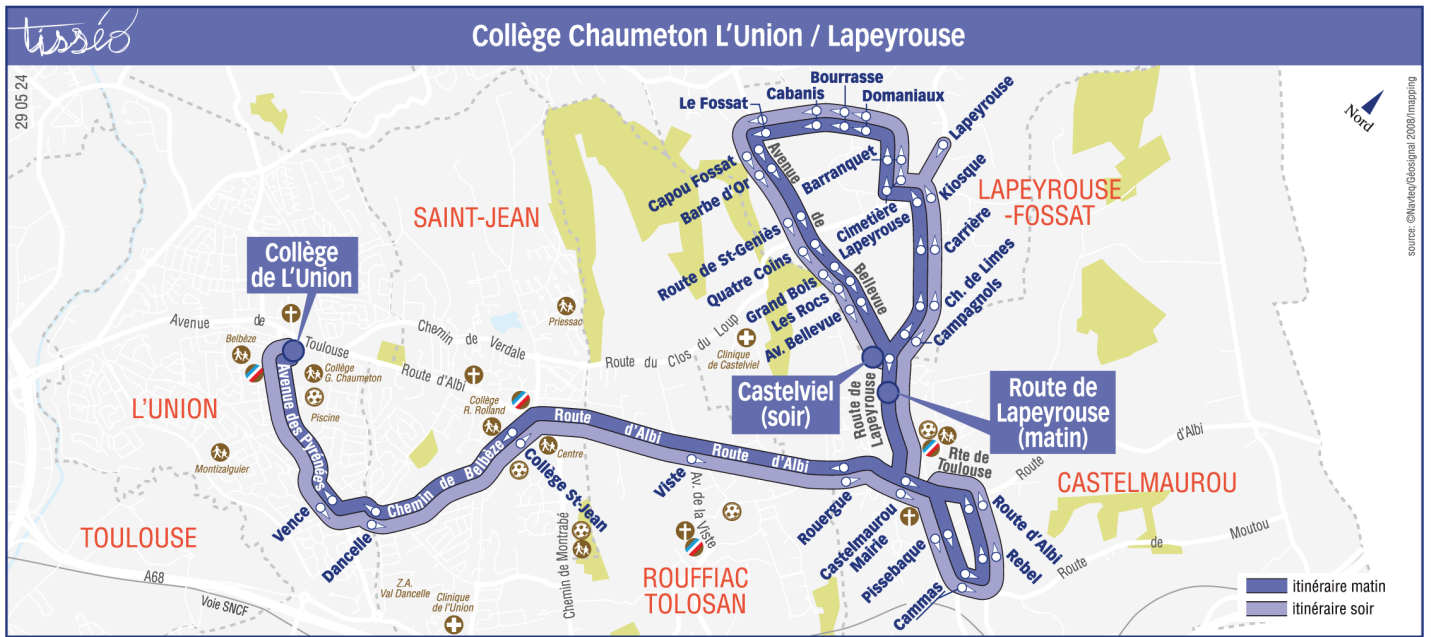 tisséo
Collège Chaumeton L'Union / Lapeyrouse
29 05 24
Nord
source: ©Navteq/Géosignal 2008/Imapping
Bourrasse
Cabanis
Domaniaux
Le Fossat
Lapeyrouse
Avenue
de
Bellevue
Capou Fossat
Barbe d'Or
Barranquet
Kiosque
LAPEYROUSE
-FOSSAT
SAINT-JEAN
Cimetière
Lapeyrouse
Carrière
Route de St-Geniès
Quatre Coins
Grand Bois
Les Rocs
Av. Bellevue
Ch. de Limes
Campagnols
Collège
de L'Union
Avenue de Toulouse
Chemin de Verdale
Priessac
Route du Clos du Loup
Clinique
de Castelviel
Belbèze
Collège
G. Chaumeton
Piscine
Route d'Albi
Collège
R. Rolland
Castelviel
(soir)
Route de
Lapeyrouse
Route de
Lapeyrouse
(matin)
L'UNION
Avenue des Pyrénées
Montizalguier
Route d'Albi
Route d'Albi
Centre
Rte de
Toulouse
Route d'Albi
CASTELMAUROU
Chemin de Belbèze
Collège St-Jean
Viste
Av. de la Viste
Rouergue
Castelmaurou
Mairie
Pissebaque
Cammas
Route d'Albi
Rebel
Route de Moutou
Vence
Dancelle
TOULOUSE
A68
Voie SNCF
Z.A.
Val Dancelle
Clinique
de l'Union
Chemin de Montrabé
ROUFFIAC
TOLOSAN
itinéraire matin
itinéraire soir